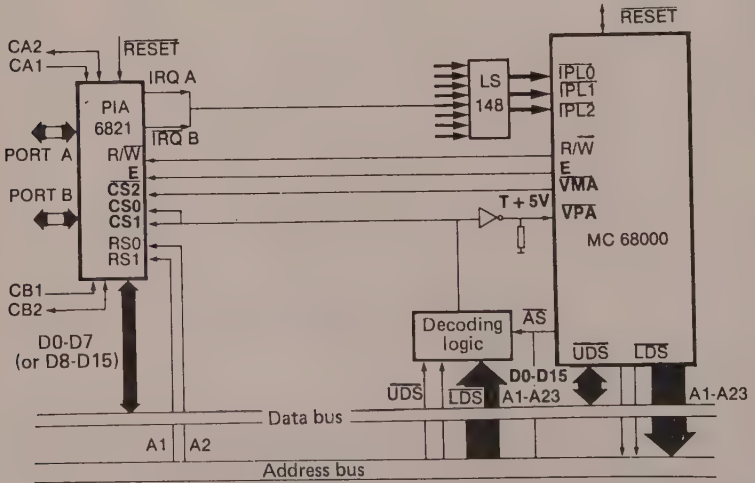 CA2
CA1
RESET
IRQ A
PIA
6821
IRQ B
PORT A
R/W
E
PORT B
CS2
CS0
CS1
RS0
RS1
CB1
CB2
D0-D7
(or D8-D15)
LS
148
RESET
IPL0
IPL1
IPL2
R/W
E
VMA
T + 5V
VPA
MC 68000
Decoding
logic
AS
UDS
LDS
D0-D15
UDS
LDS
A1-A23
A1-A23
Data bus
A1
A2
Address bus